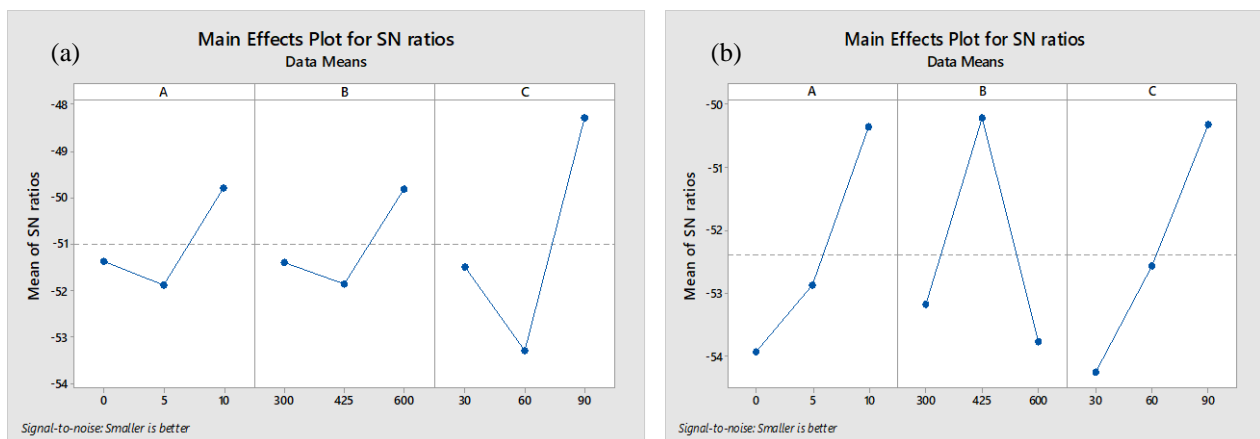 (a)
Main Effects Plot for SN ratios
Data Means
A B C
Mean of SN ratios
-48
-49
-50
-51
-52
-53
-54
0 5 10 300 425 600 30 60 90
Signal-to-noise: Smaller is better
(b)
Main Effects Plot for SN ratios
Data Means
A B C
Mean of SN ratios
-50
-51
-52
-53
-54
0 5 10 300 425 600 30 60 90
Signal-to-noise: Smaller is better